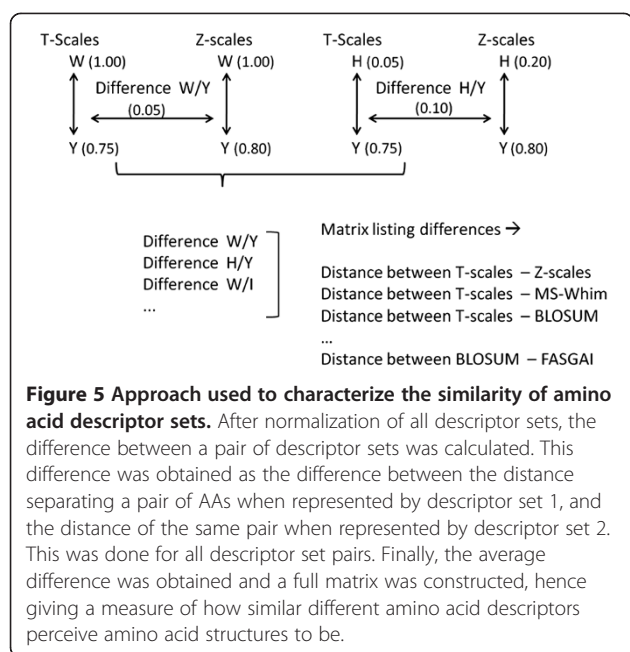 T-Scales Z-scales T-Scales Z-scales
W (1.00) W (1.00) H (0.05) H (0.20)
Difference W/Y Difference H/Y
(0.05) (0.10)
Y (0.75) Y (0.80) Y (0.75) Y (0.80)
Difference W/Y
Difference H/Y
Difference W/I
...
Matrix listing differences →
Distance between T-scales – Z-scales
Distance between T-scales – MS-Whim
Distance between T-scales – BLOSUM
...
Distance between BLOSUM – FASGAI
Figure 5 Approach used to characterize the similarity of amino
acid descriptor sets. After normalization of all descriptor sets, the
difference between a pair of descriptor sets was calculated. This
difference was obtained as the difference between the distance
separating a pair of AAs when represented by descriptor set 1, and
the distance of the same pair when represented by descriptor set 2.
This was done for all descriptor set pairs. Finally, the average
difference was obtained and a full matrix was constructed, hence
giving a measure of how similar different amino acid descriptors
perceive amino acid structures to be.